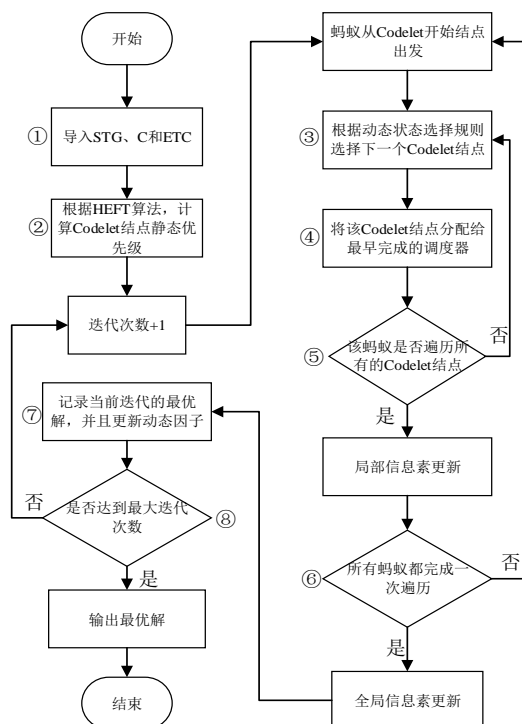 开始
①
导入STG、C和ETC
②
根据HEFT算法，计
算Codelet结点静态优
先级
迭代次数+1
蚂蚁从Codelet开始结点
出发
③
根据动态状态选择规则
选择下一个Codelet结点
④
将该Codelet结点分配给
最早完成的调度器
⑤
该蚂蚁是否遍历所
有的Codelet结点
否
是
局部信息素更新
⑥
所有蚂蚁都完成一
次遍历
否
是
全局信息素更新
⑦
记录当前迭代的最优
解，并且更新动态因子
⑧
是否达到最大迭代
次数
否
是
输出最优解
结束